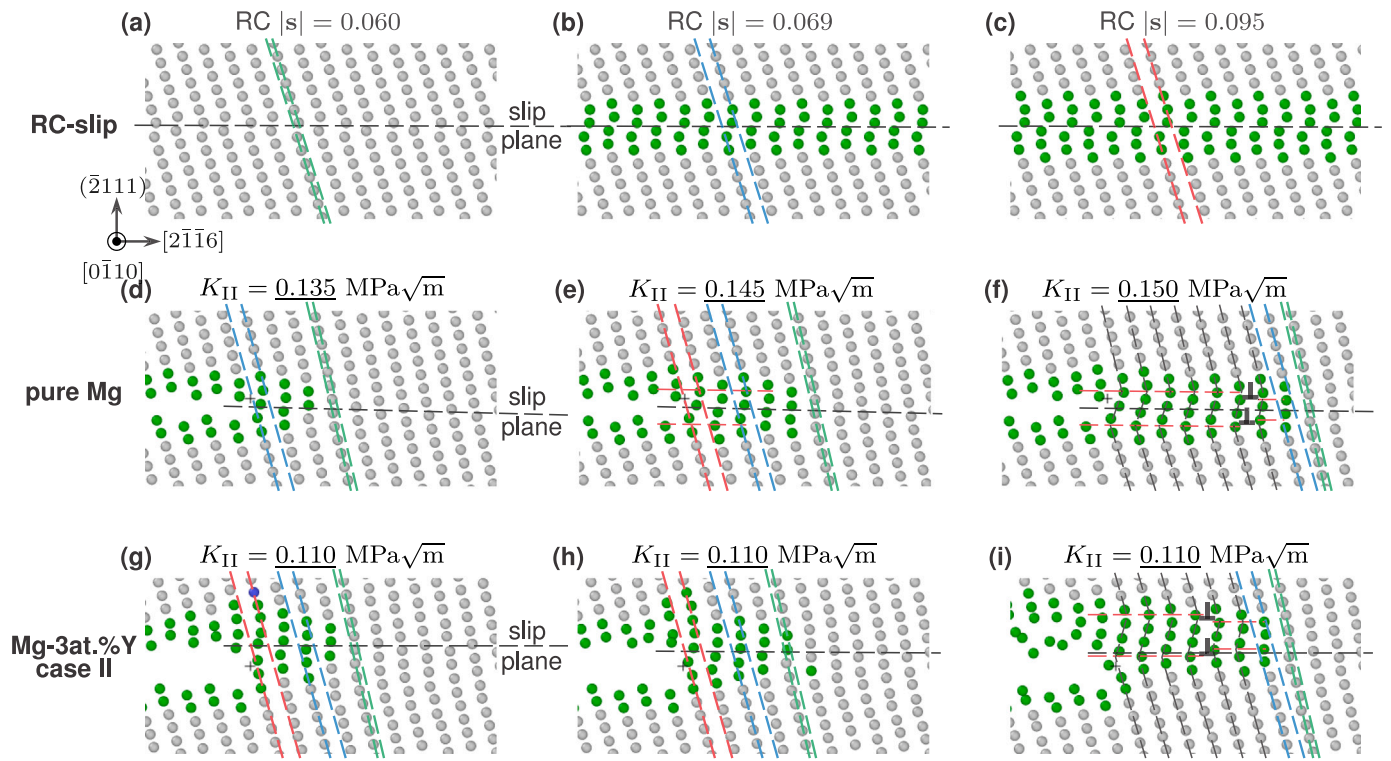 (a) RC |s| = 0.060
(b) RC |s| = 0.069
(c) RC |s| = 0.095
RC-slip
slip
plane
(2̄111)
[21̄1̄6]
[01̄10]
(d) K_II = 0.135 MPa√m
(e) K_II = 0.145 MPa√m
(f) K_II = 0.150 MPa√m
pure Mg
slip
plane
(g) K_II = 0.110 MPa√m
(h) K_II = 0.110 MPa√m
(i) K_II = 0.110 MPa√m
Mg-3at.%Y
case II
slip
plane